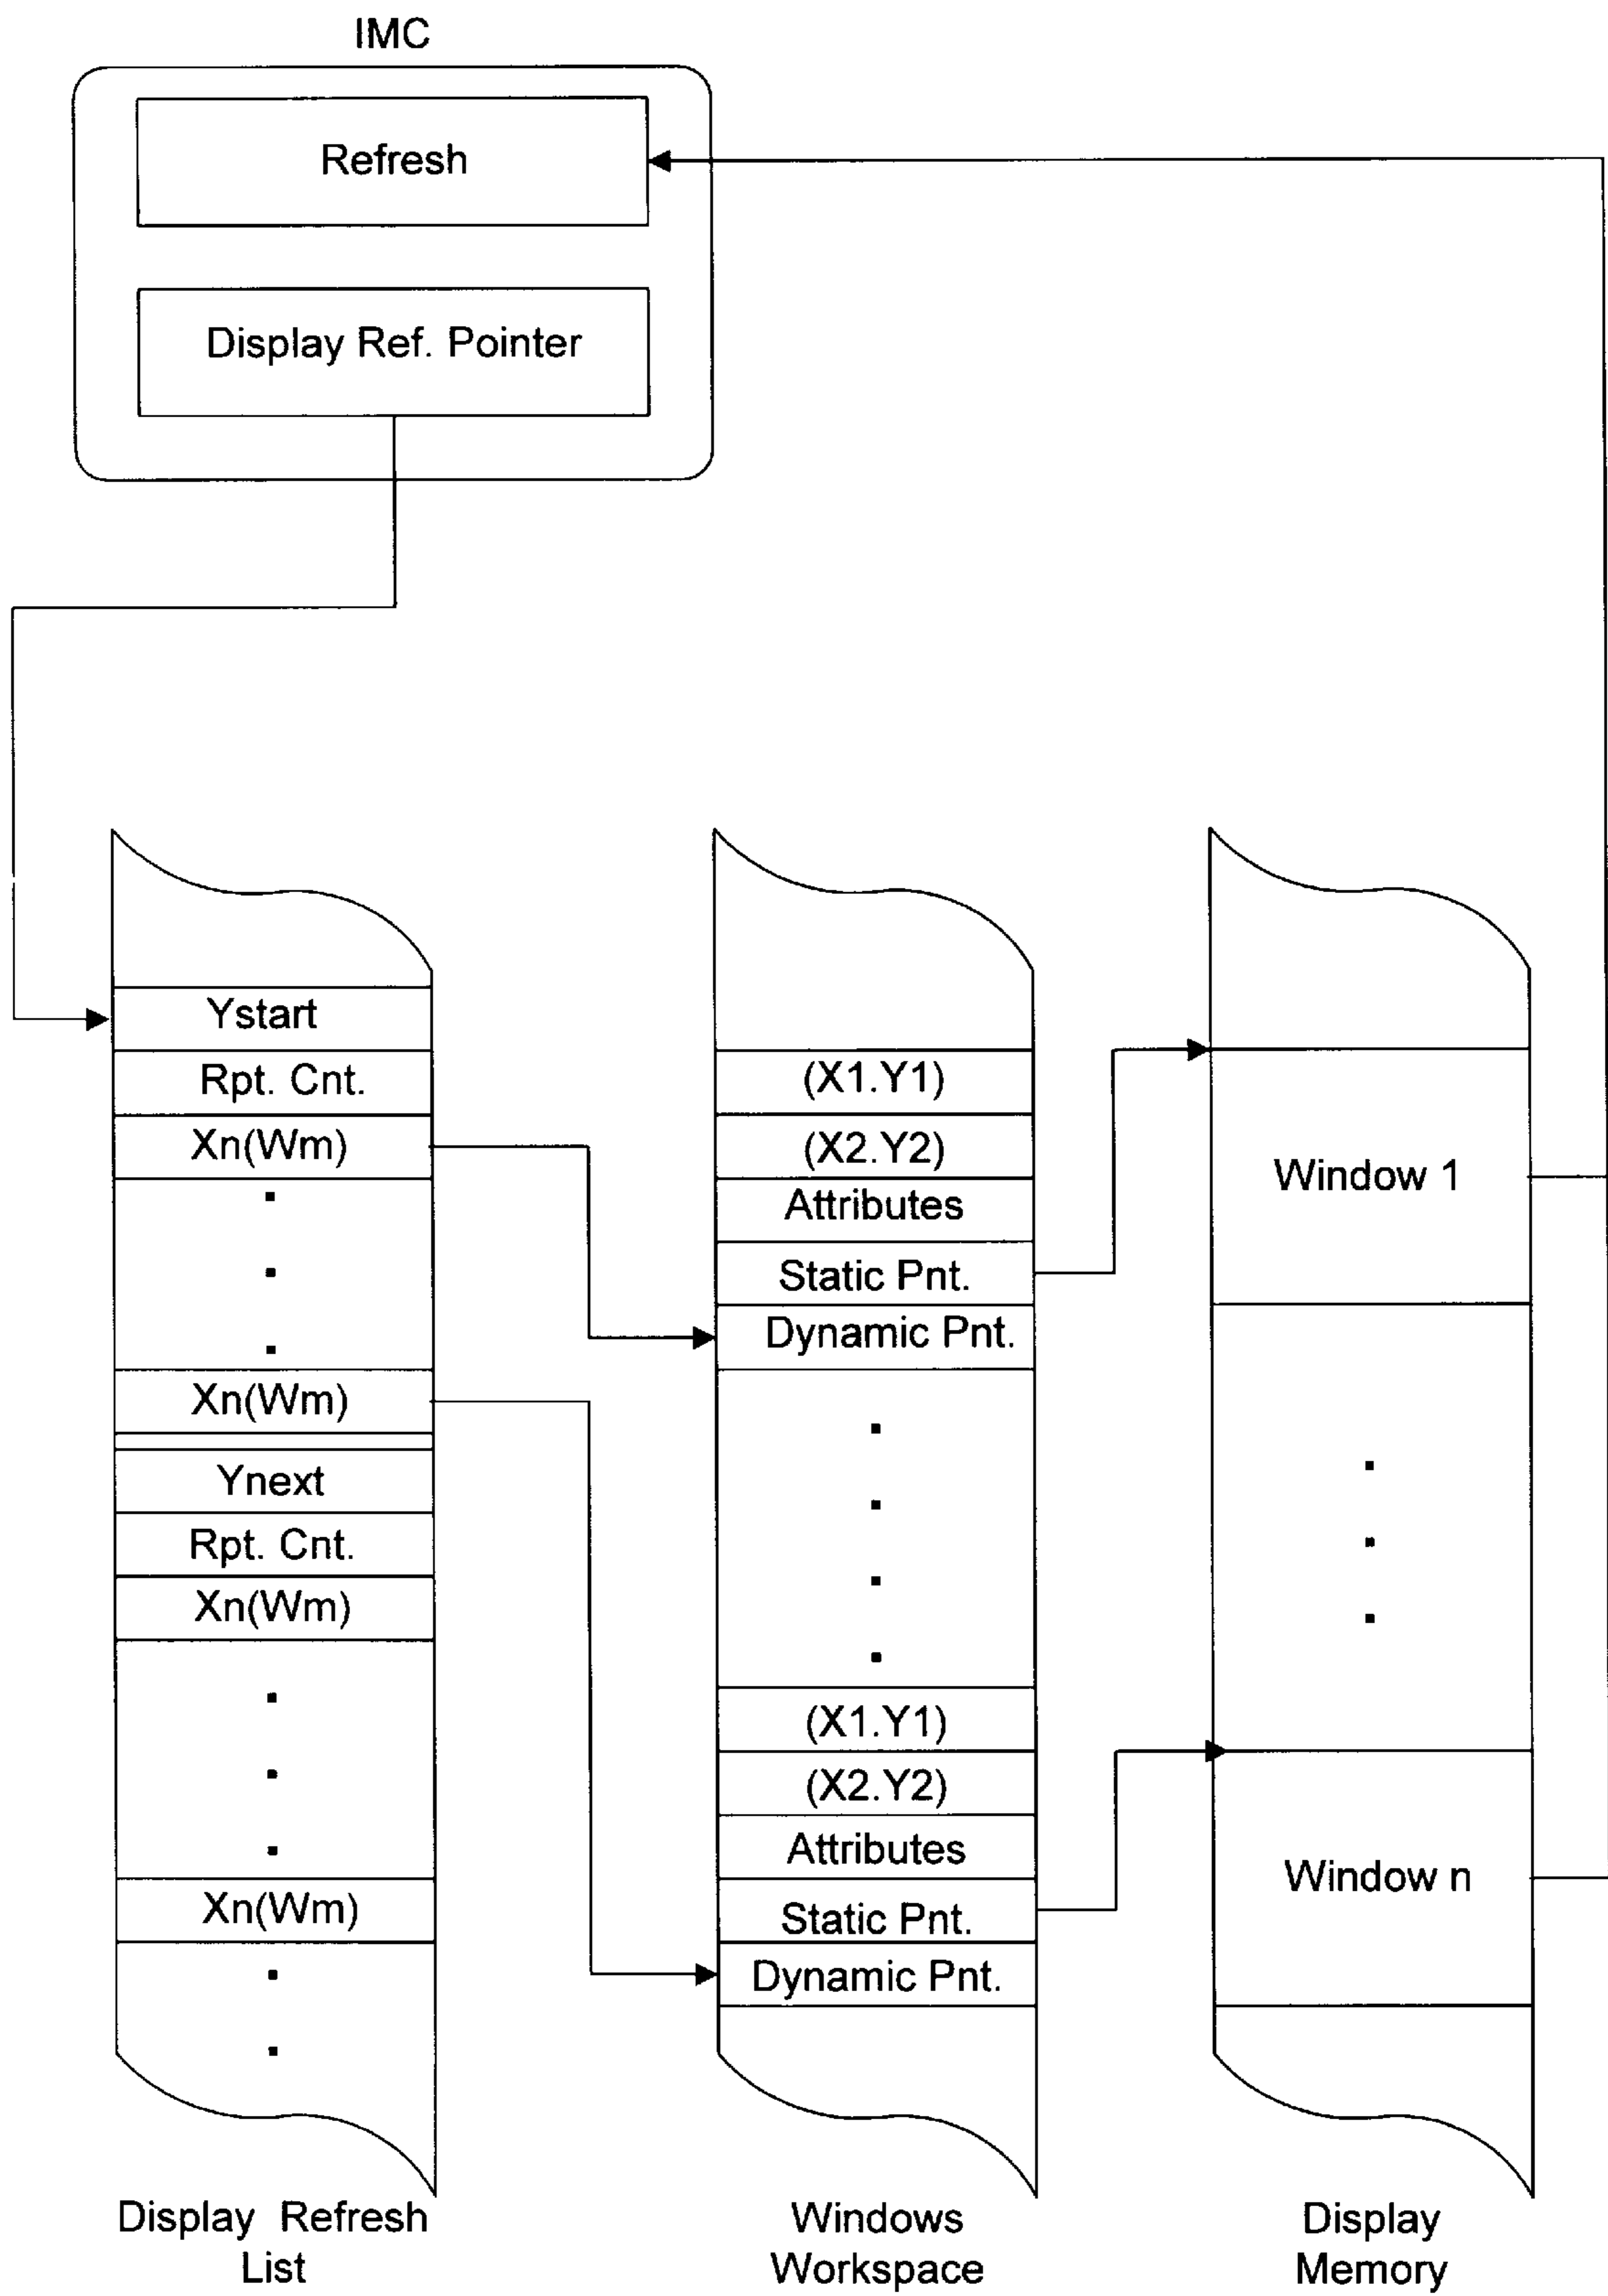 IMC
Refresh
Display Ref. Pointer
Ystart
Rpt. Cnt.
Xn(Wm)
Xn(Wm)
Ynext
Rpt. Cnt.
Xn(Wm)
Xn(Wm)
Display Refresh
List
(X1.Y1)
(X2.Y2)
Attributes
Static Pnt.
Dynamic Pnt.
(X1.Y1)
(X2.Y2)
Attributes
Static Pnt.
Dynamic Pnt.
Windows
Workspace
Window 1
Window n
Display
Memory